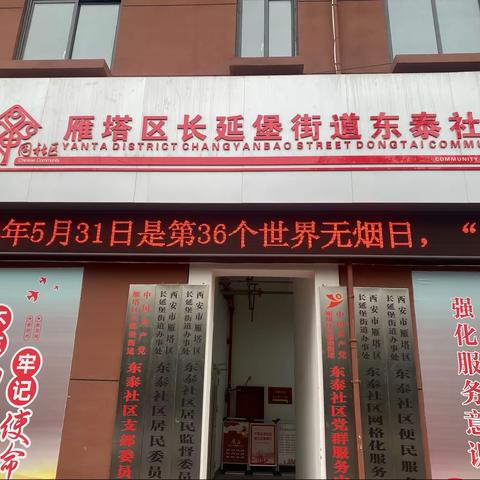 雁塔区长延堡街道东泰社
YANTA DISTRICT CHANGYANBAO STREET DONGTAI COMMU
COMMUNITY
Chinese Community
年5月31日是第36个世界无烟日，“
牢记
使命
中国共产党
东泰社区支部委员
西安市雁塔区
长延堡街道办事处
东泰社区居民委员
西安市雁塔区
长延堡街道办事处
东泰社区居民监督委
中国共产党
东泰社区党群服务
西安市雁塔区
长延堡街道办事处
东泰社区网格化服务
西安市雁塔区
长延堡街道办事处
东泰社区便民服
强化服务意识